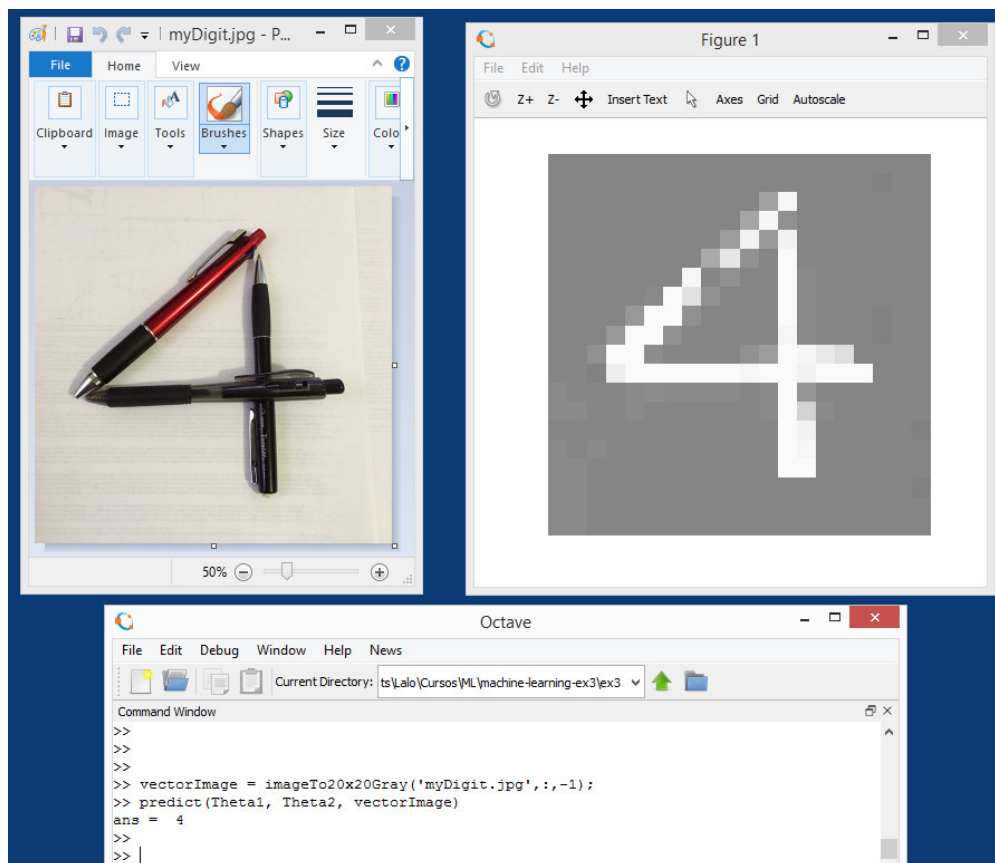 myDigit.jpg - P...
File Home View
Clipboard Image Tools Brushes Shapes Size Colo
50%
Figure 1
File Edit Help
Z+ Z- Insert Text Axes Grid Autoscale
Octave
File Edit Debug Window Help News
Current Directory: ts\Lalo\Cursos\ML\machine-learning-ex3\ex3
Command Window
>>
>>
>>
>> vectorImage = imageTo20x20Gray('myDigit.jpg',:,-1);
>> predict(Theta1, Theta2, vectorImage)
ans =  4
>>
>>